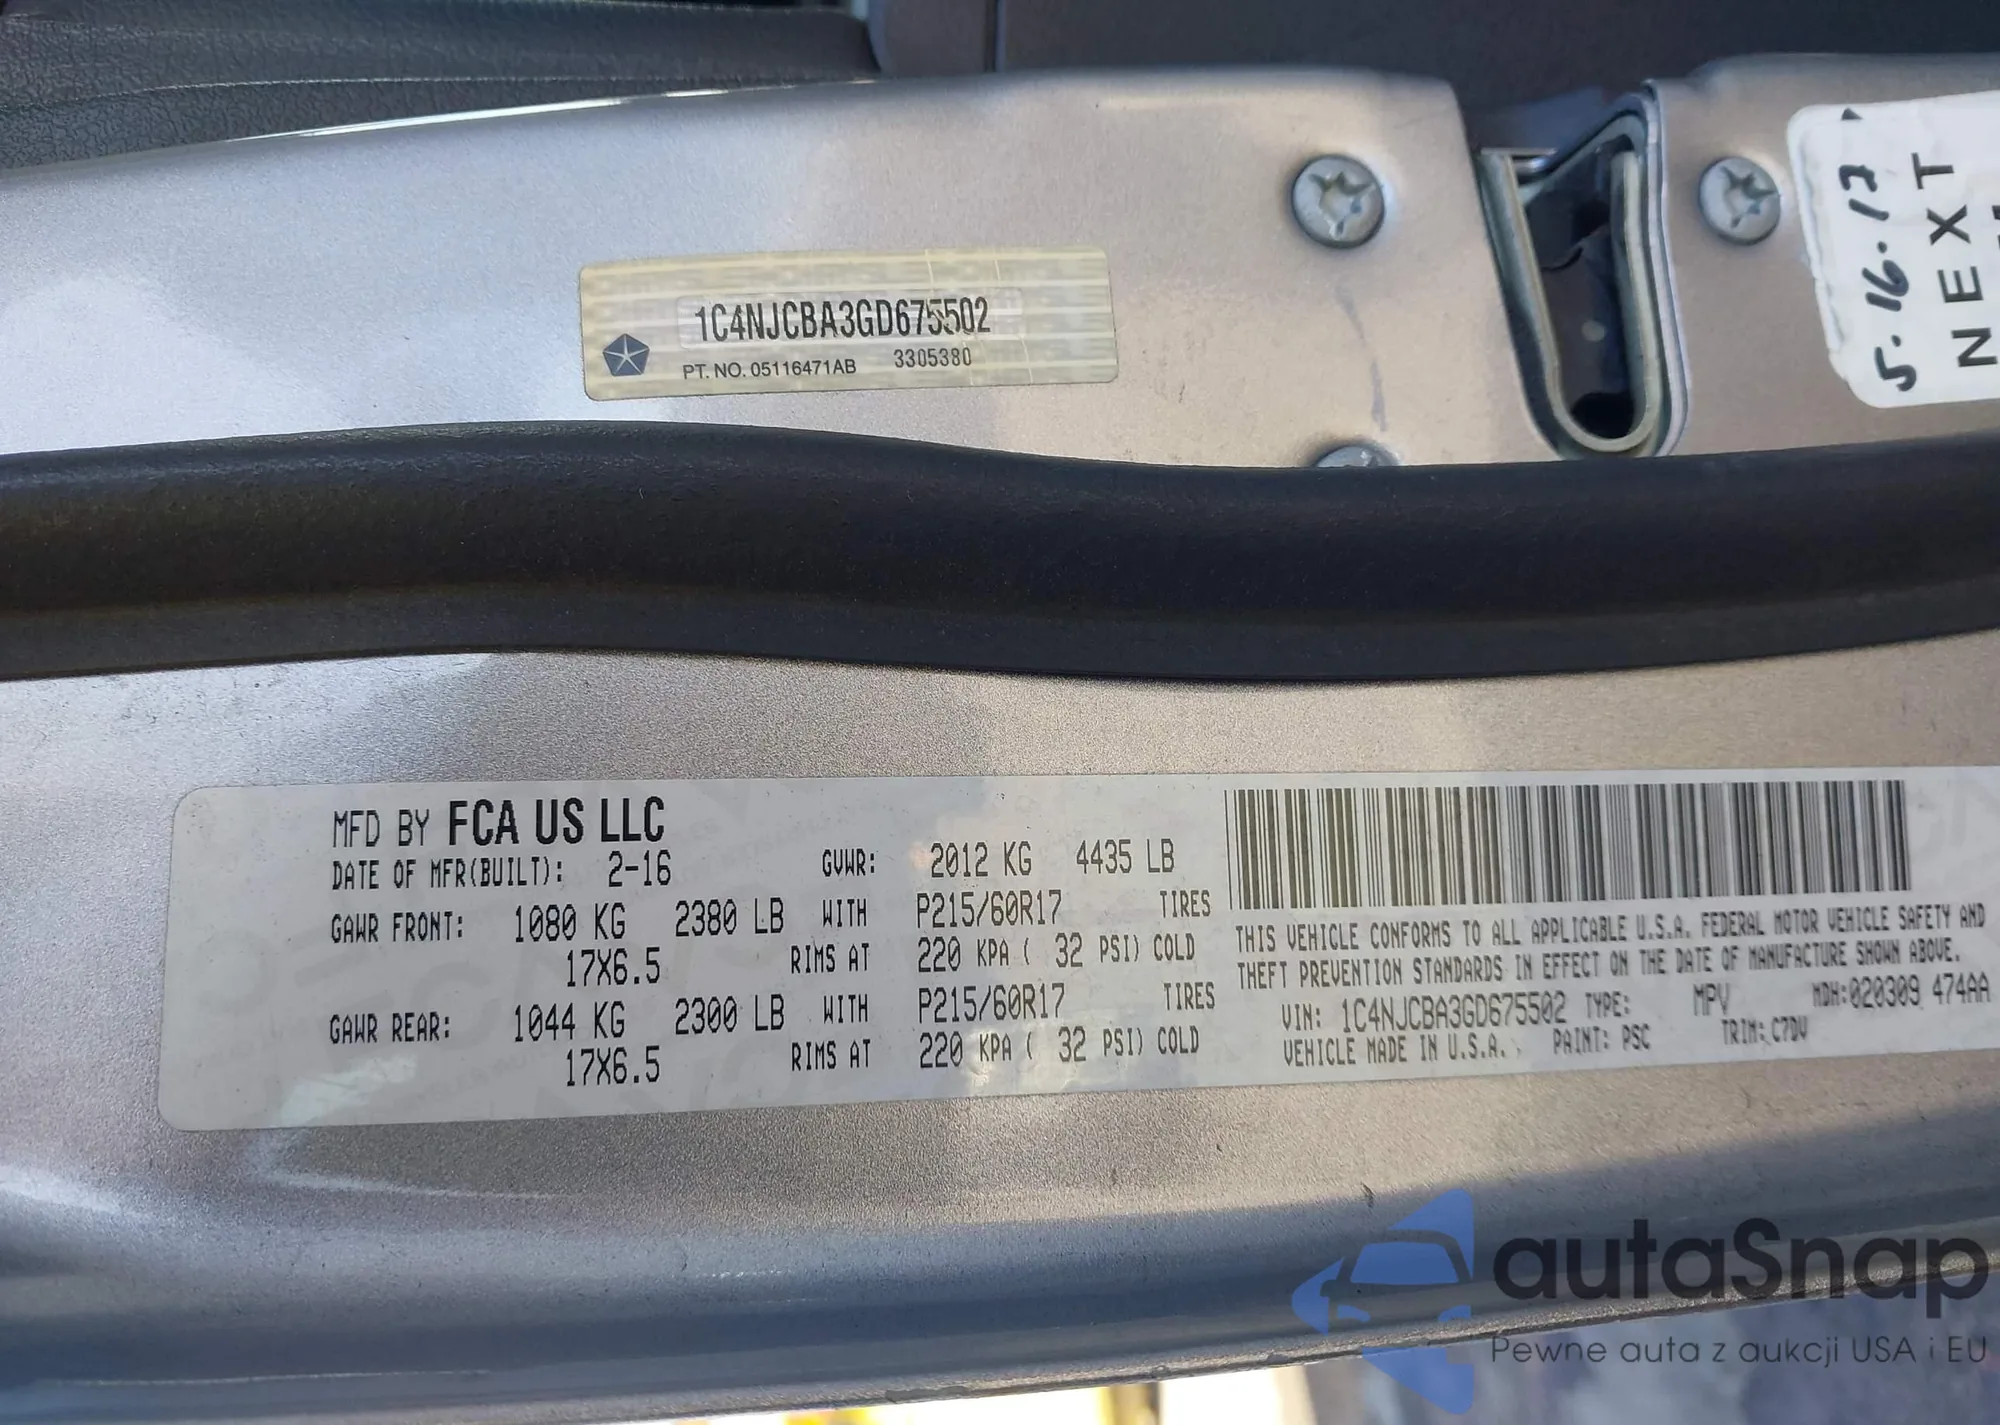 1C4NJCBA3GD675502
PT. NO. 05116471AB 3305380
5.16.17
NEXT
MFD BY FCA US LLC
DATE OF MFR(BUILT): 2-16 GVWR: 2012 KG 4435 LB
GAWR FRONT: 1080 KG 2380 LB WITH P215/60R17 TIRES
17X6.5 RIMS AT 220 KPA ( 32 PSI) COLD
GAWR REAR: 1044 KG 2300 LB WITH P215/60R17 TIRES
17X6.5 RIMS AT 220 KPA ( 32 PSI) COLD
THIS VEHICLE CONFORMS TO ALL APPLICABLE U.S.A. FEDERAL MOTOR VEHICLE SAFETY AND
THEFT PREVENTION STANDARDS IN EFFECT ON THE DATE OF MANUFACTURE SHOWN ABOVE.
VIN: 1C4NJCBA3GD675502 TYPE: MPV MDH:020309 474AA
VEHICLE MADE IN U.S.A. PAINT: PSC TRIM: C7DV
autaSnap
Pewne auta z aukcji USA i EU